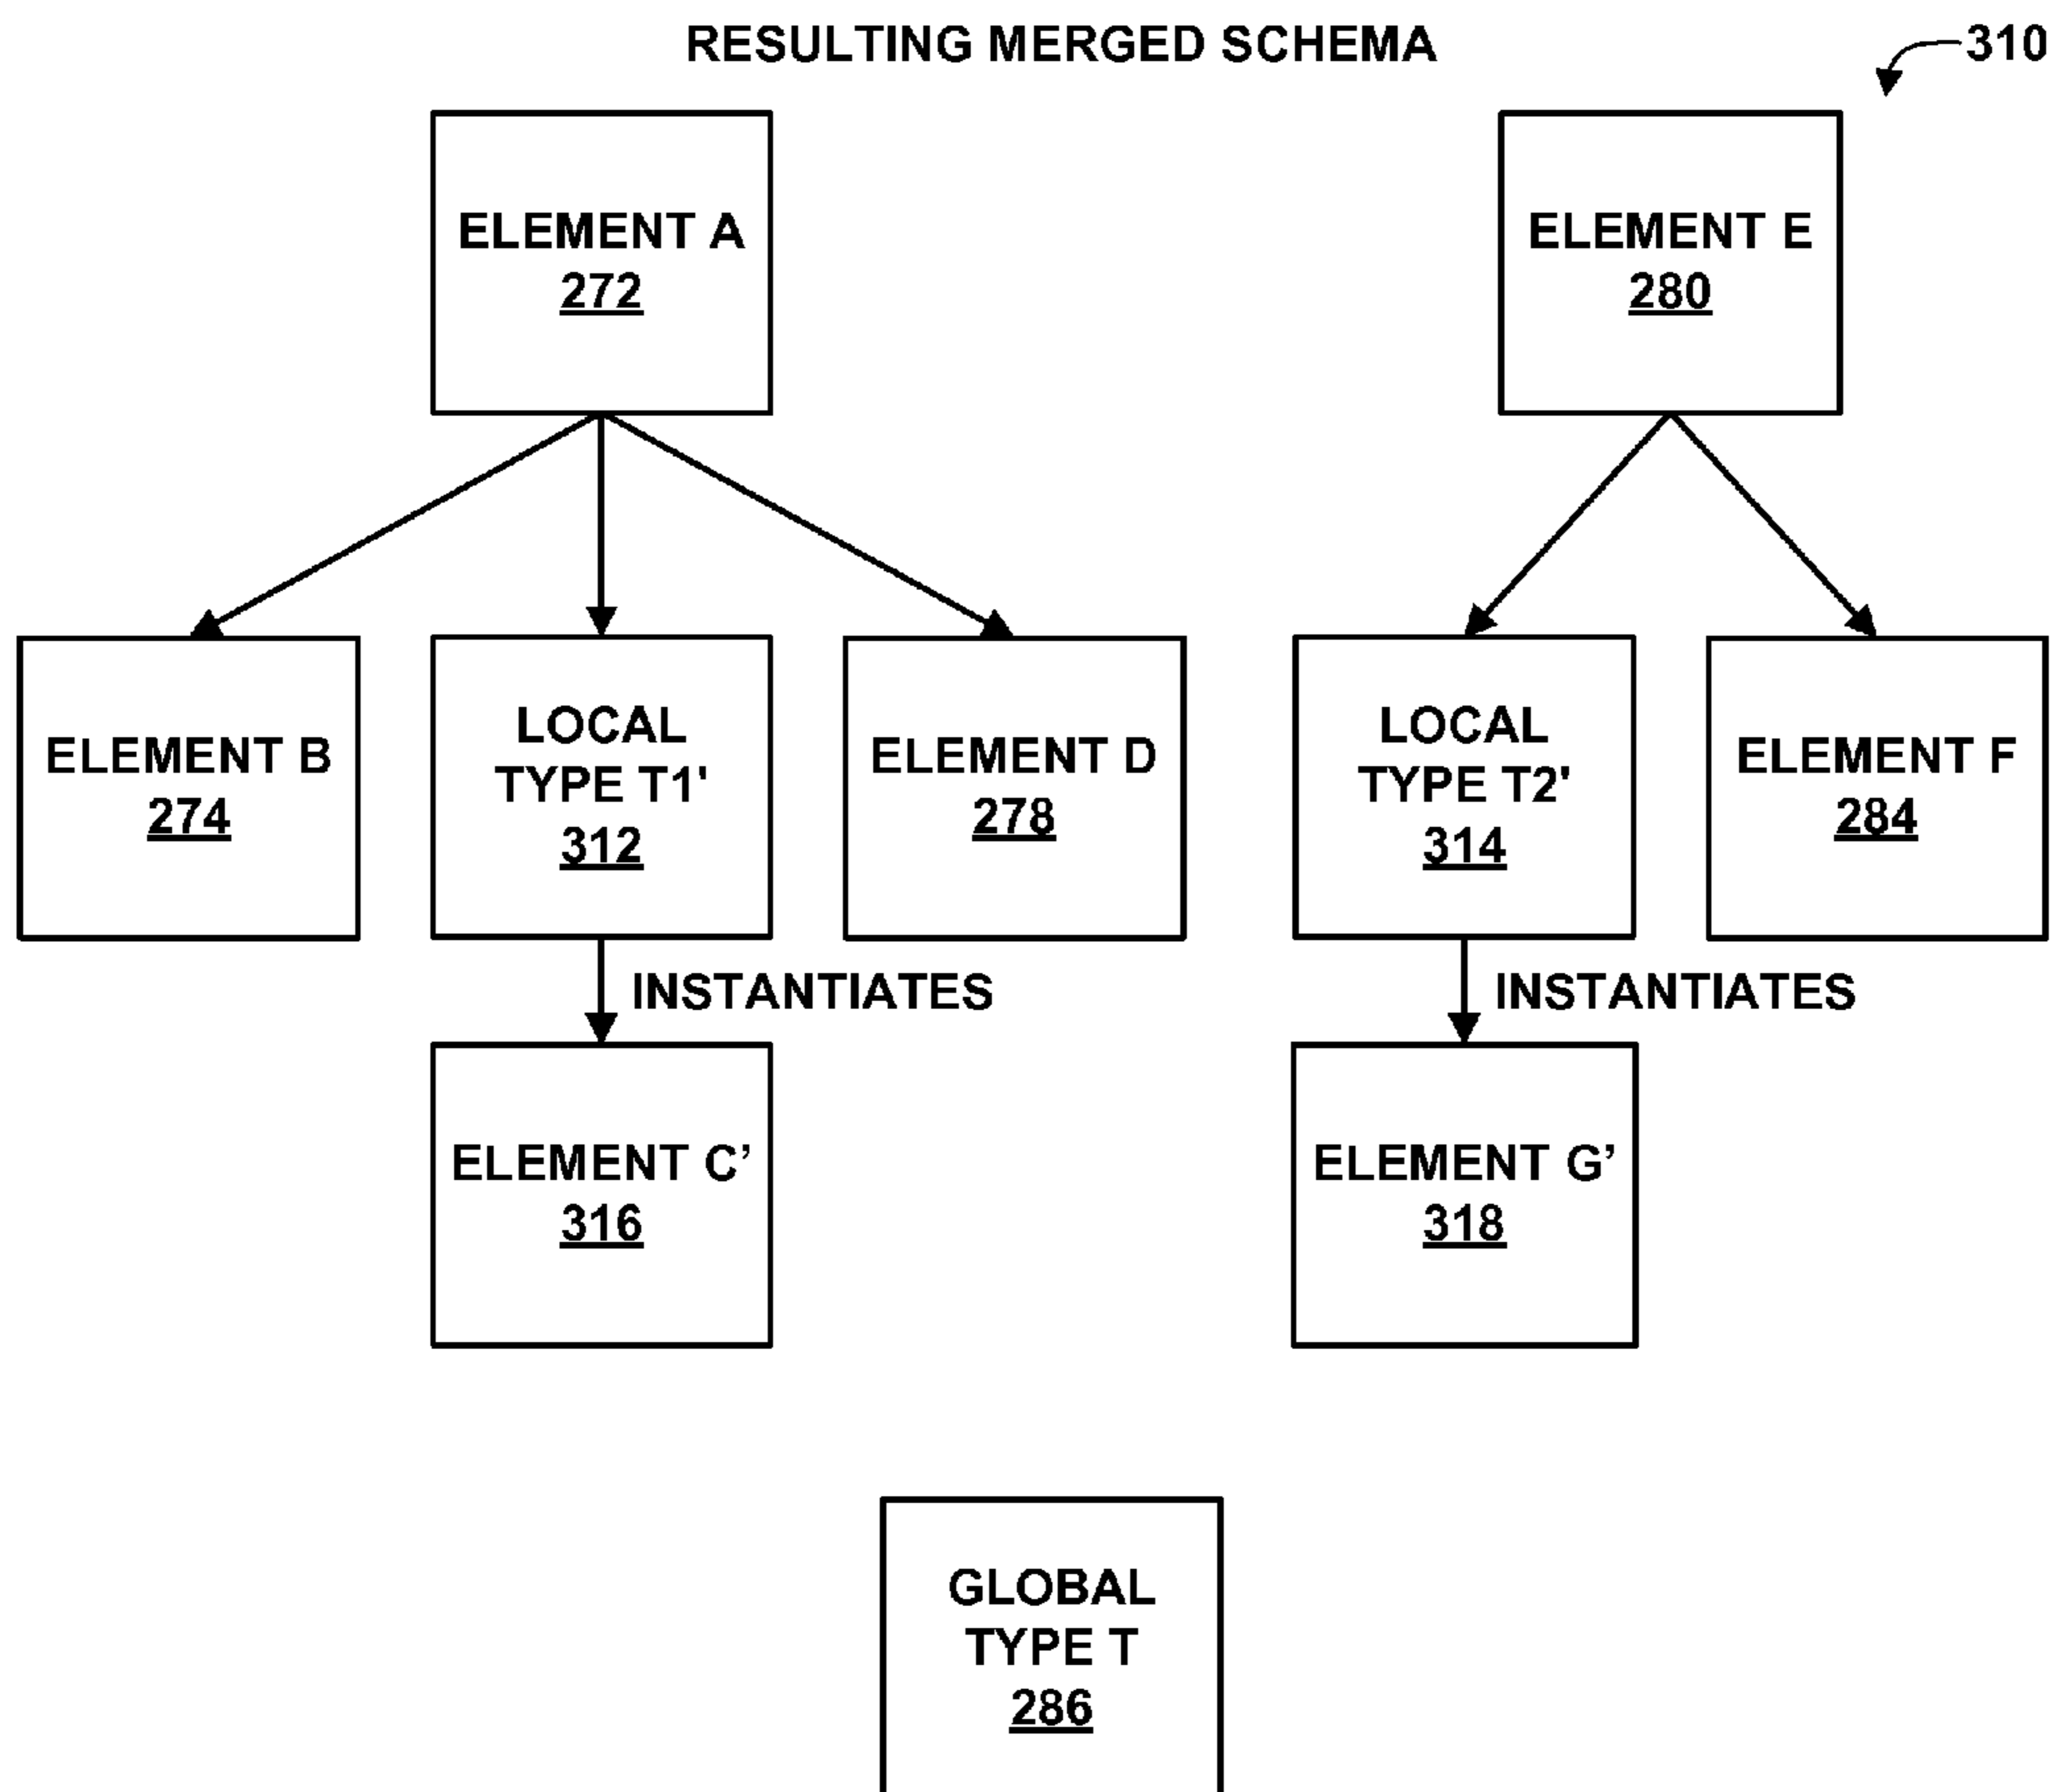 RESULTING MERGED SCHEMA
310
ELEMENT A
272
ELEMENT E
280
ELEMENT B
274
LOCAL
TYPE T1'
312
ELEMENT D
278
LOCAL
TYPE T2'
314
ELEMENT F
284
INSTANTIATES
INSTANTIATES
ELEMENT C’
316
ELEMENT G’
318
GLOBAL
TYPE T
286